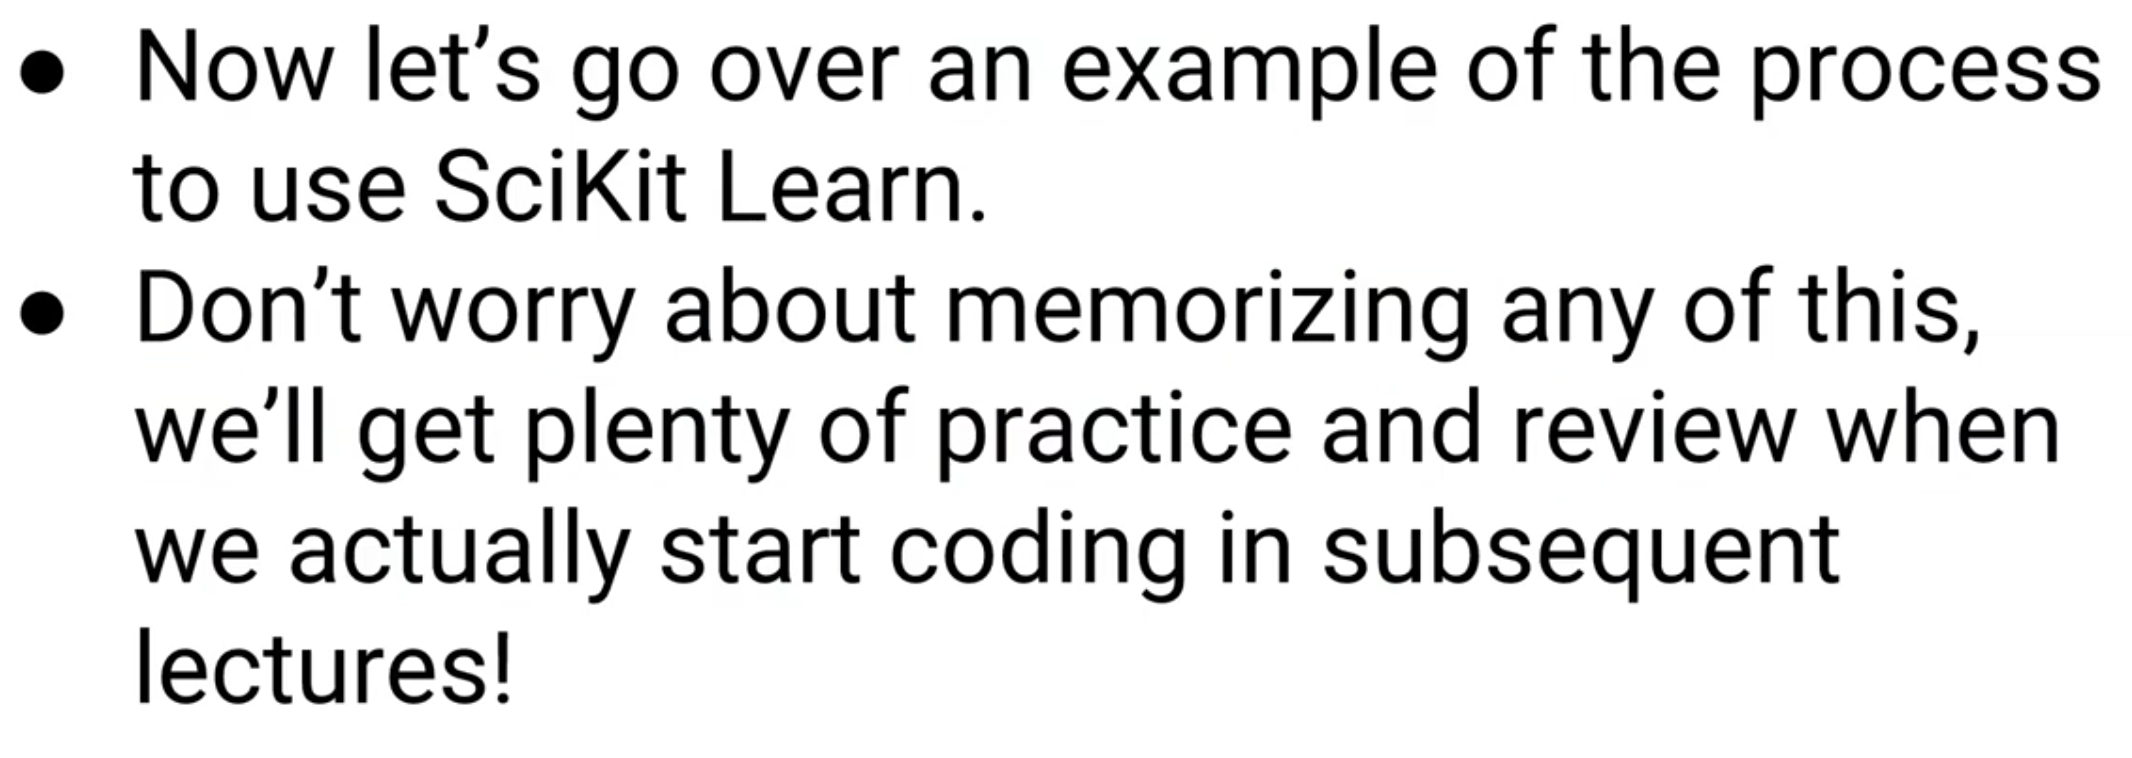 ● Now let’s go over an example of the process
to use SciKit Learn.
● Don’t worry about memorizing any of this,
we’ll get plenty of practice and review when
we actually start coding in subsequent
lectures!